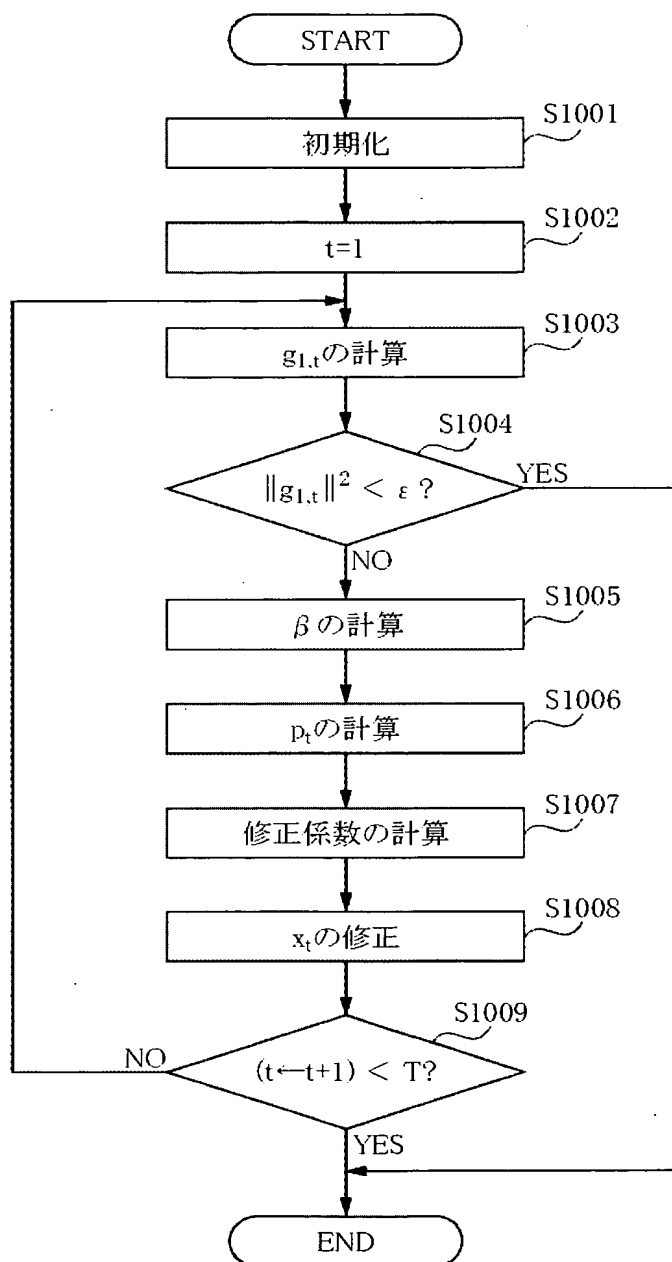 START
S1001
初期化
S1002
t=1
S1003
g1,tの計算
S1004
||g1,t||² < ε ?
YES
NO
S1005
βの計算
S1006
ptの計算
S1007
修正係数の計算
S1008
xtの修正
S1009
NO
(t←t+1) < T?
YES
END